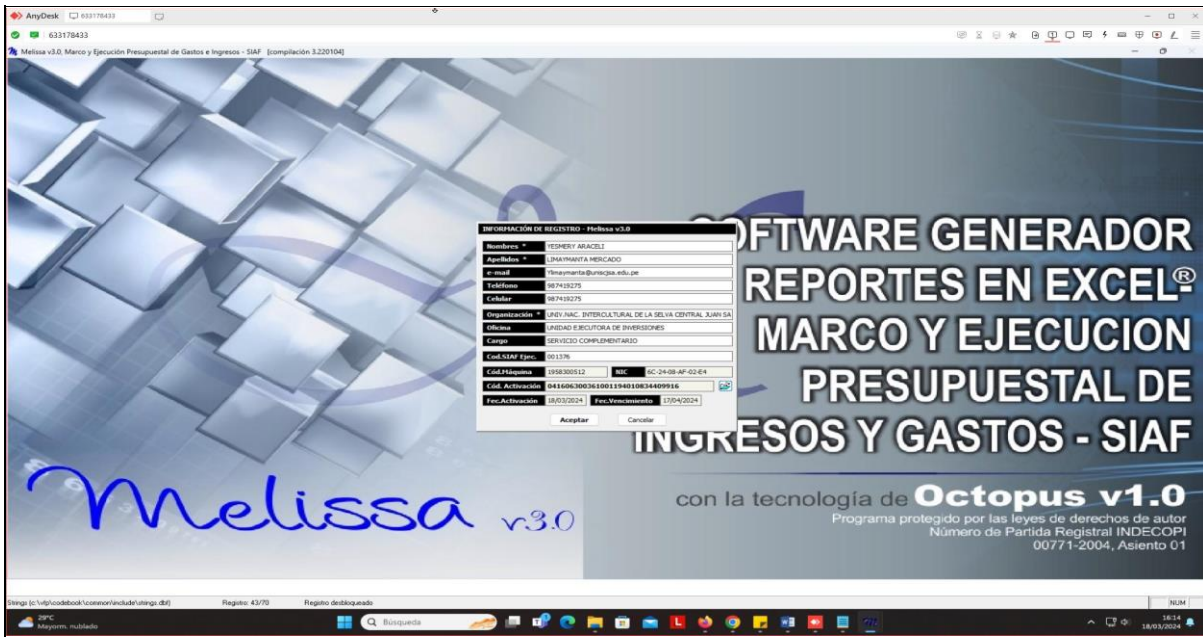 AnyDesk 633178433
633178433
Melissa v3.0, Marco y Ejecución Presupuestal de Gastos e Ingresos - SIAF [compilación 3.220104]
INFORMACIÓN DE REGISTRO - Melissa v3.0
Nombres * YESMERY ARACELI
Apellidos * LIMAYMANTA MERCADO
e-mail Ylimaymanta@uniscjsa.edu.pe
Teléfono 987419275
Celular 987419275
Organización * UNIV.NAC. INTERCULTURAL DE LA SELVA CENTRAL JUAN SA
Oficina UNIDAD EJECUTORA DE INVERSIONES
Cargo SERVICIO COMPLEMENTARIO
Cod.SIAF Ejec. 001376
Cód.Máquina 1958300512 NIC 6C-24-08-AF-02-E4
Cód. Activación 041606300361001194010834409916
Fec.Activación 18/03/2024 Fec.Vencimiento 17/04/2024
Aceptar Cancelar
OFTWARE GENERADOR
REPORTES EN EXCEL®
MARCO Y EJECUCION
PRESUPUESTAL DE
INGRESOS Y GASTOS - SIAF
Melissa v3.0
con la tecnología de Octopus v1.0
Programa protegido por las leyes de derechos de autor
Número de Partida Registral INDECOPI
00771-2004, Asiento 01
Strings (c:\vfp\codebook\common\include\strings.dbf) Registro: 43/70 Registro desbloqueado NUM
29°C
Mayorm. nublado
Búsqueda
16:14
18/03/2024